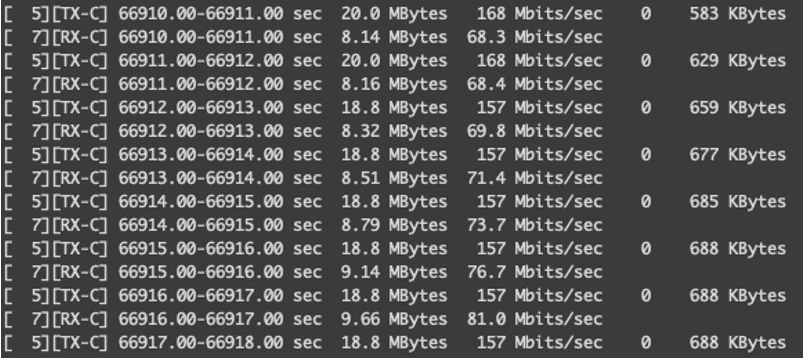 [  5][TX-C] 66910.00-66911.00 sec  20.0 MBytes   168 Mbits/sec    0    583 KBytes
[  7][RX-C] 66910.00-66911.00 sec  8.14 MBytes  68.3 Mbits/sec
[  5][TX-C] 66911.00-66912.00 sec  20.0 MBytes   168 Mbits/sec    0    629 KBytes
[  7][RX-C] 66911.00-66912.00 sec  8.16 MBytes  68.4 Mbits/sec
[  5][TX-C] 66912.00-66913.00 sec  18.8 MBytes   157 Mbits/sec    0    659 KBytes
[  7][RX-C] 66912.00-66913.00 sec  8.32 MBytes  69.8 Mbits/sec
[  5][TX-C] 66913.00-66914.00 sec  18.8 MBytes   157 Mbits/sec    0    677 KBytes
[  7][RX-C] 66913.00-66914.00 sec  8.51 MBytes  71.4 Mbits/sec
[  5][TX-C] 66914.00-66915.00 sec  18.8 MBytes   157 Mbits/sec    0    685 KBytes
[  7][RX-C] 66914.00-66915.00 sec  8.79 MBytes  73.7 Mbits/sec
[  5][TX-C] 66915.00-66916.00 sec  18.8 MBytes   157 Mbits/sec    0    688 KBytes
[  7][RX-C] 66915.00-66916.00 sec  9.14 MBytes  76.7 Mbits/sec
[  5][TX-C] 66916.00-66917.00 sec  18.8 MBytes   157 Mbits/sec    0    688 KBytes
[  7][RX-C] 66916.00-66917.00 sec  9.66 MBytes  81.0 Mbits/sec
[  5][TX-C] 66917.00-66918.00 sec  18.8 MBytes   157 Mbits/sec    0    688 KBytes